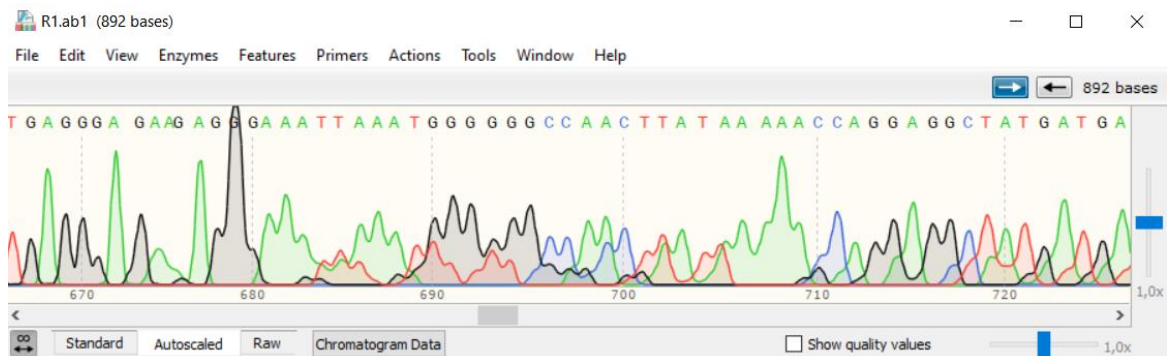 R1.ab1 (892 bases)
File Edit View Enzymes Features Primers Actions Tools Window Help
892 bases
T G A G G G A G A A G A G G G A A A T T A A A T G G G G G G C C A A C T T A T A A A A A C C A G G A G G C T A T G A T G A
670 680 690 700 710 720
1,0x
Standard Autoscaled Raw Chromatogram Data Show quality values 1,0x